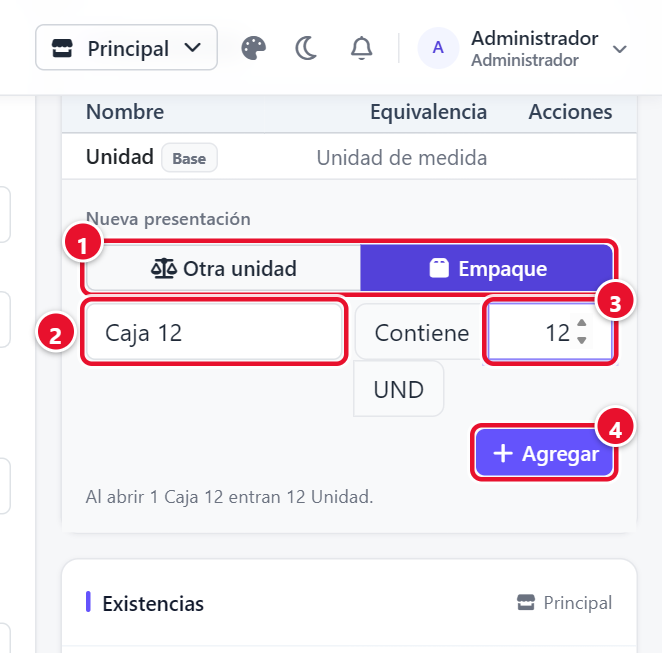 Principal
A
Administrador
Administrador
Nombre Equivalencia Acciones
Unidad Base Unidad de medida
Nueva presentación
1
Otra unidad Empaque
2 Caja 12 Contiene 12 3
UND
4
+ Agregar
Al abrir 1 Caja 12 entran 12 Unidad.
Existencias Principal